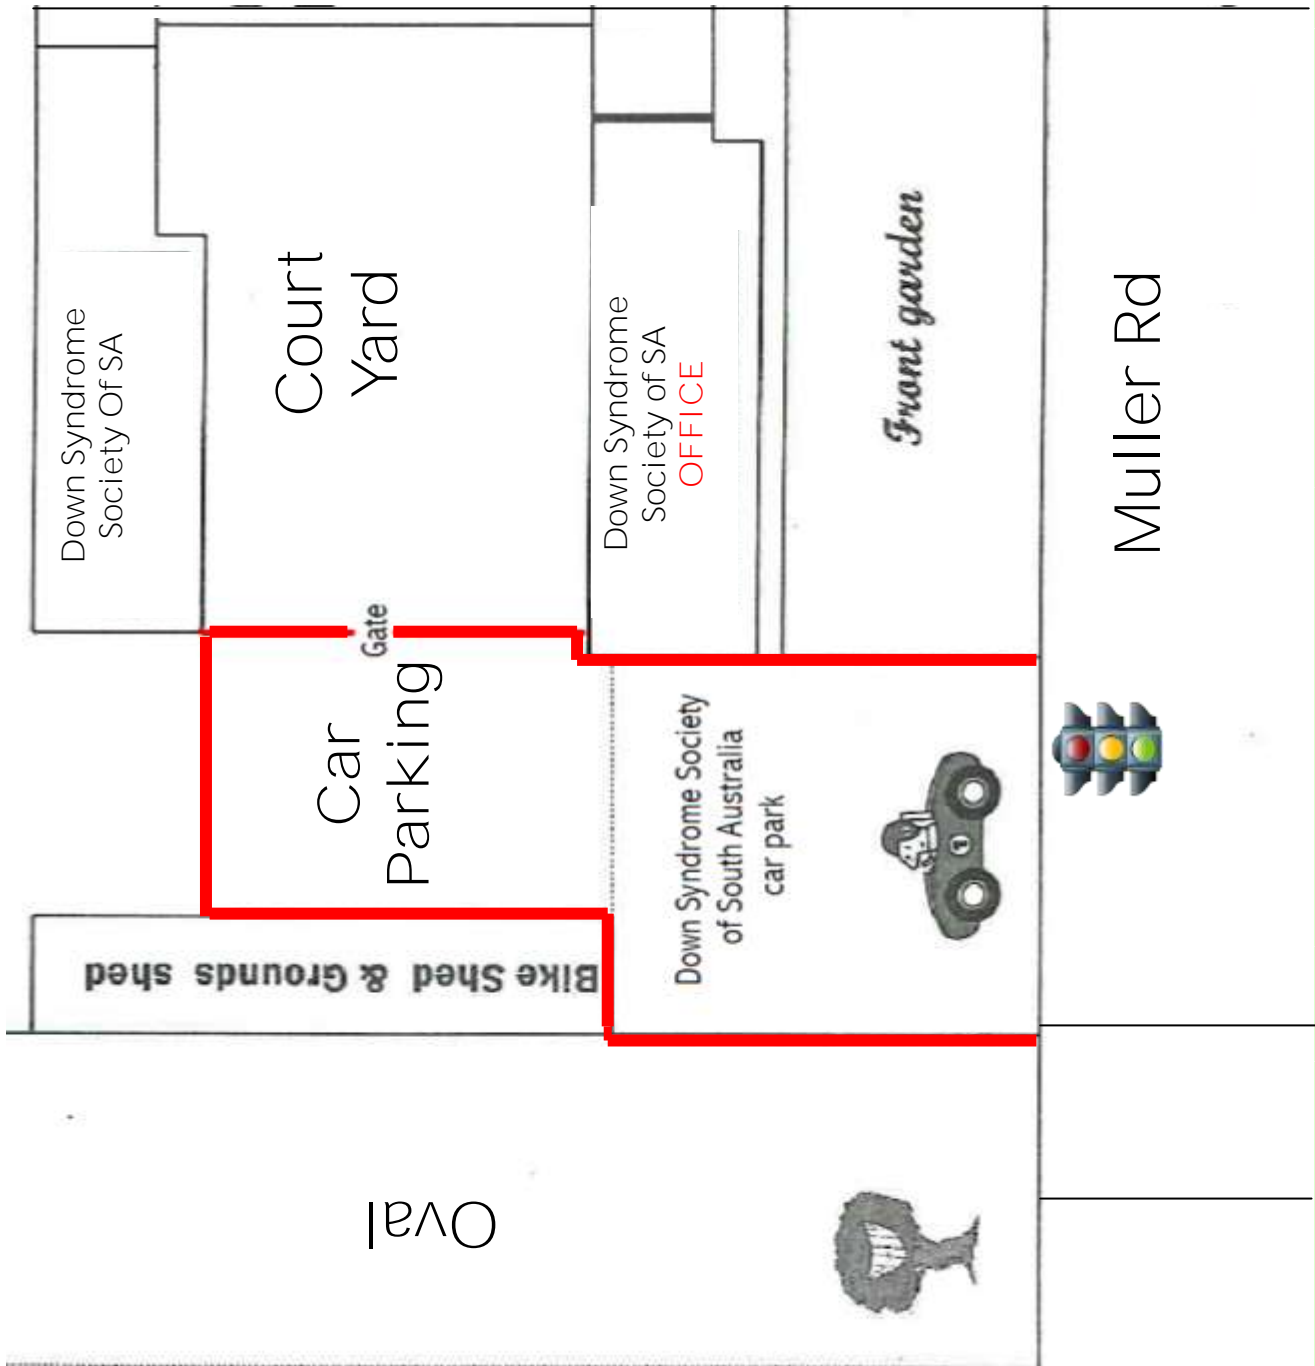 Down Syndrome
Society Of SA
Court
Yard
Down Syndrome
Society of SA
OFFICE
Front garden
Muller Rd
Gate
Car
Parking
Down Syndrome Society
of South Australia
car park
Bike Shed & Grounds shed
Oval